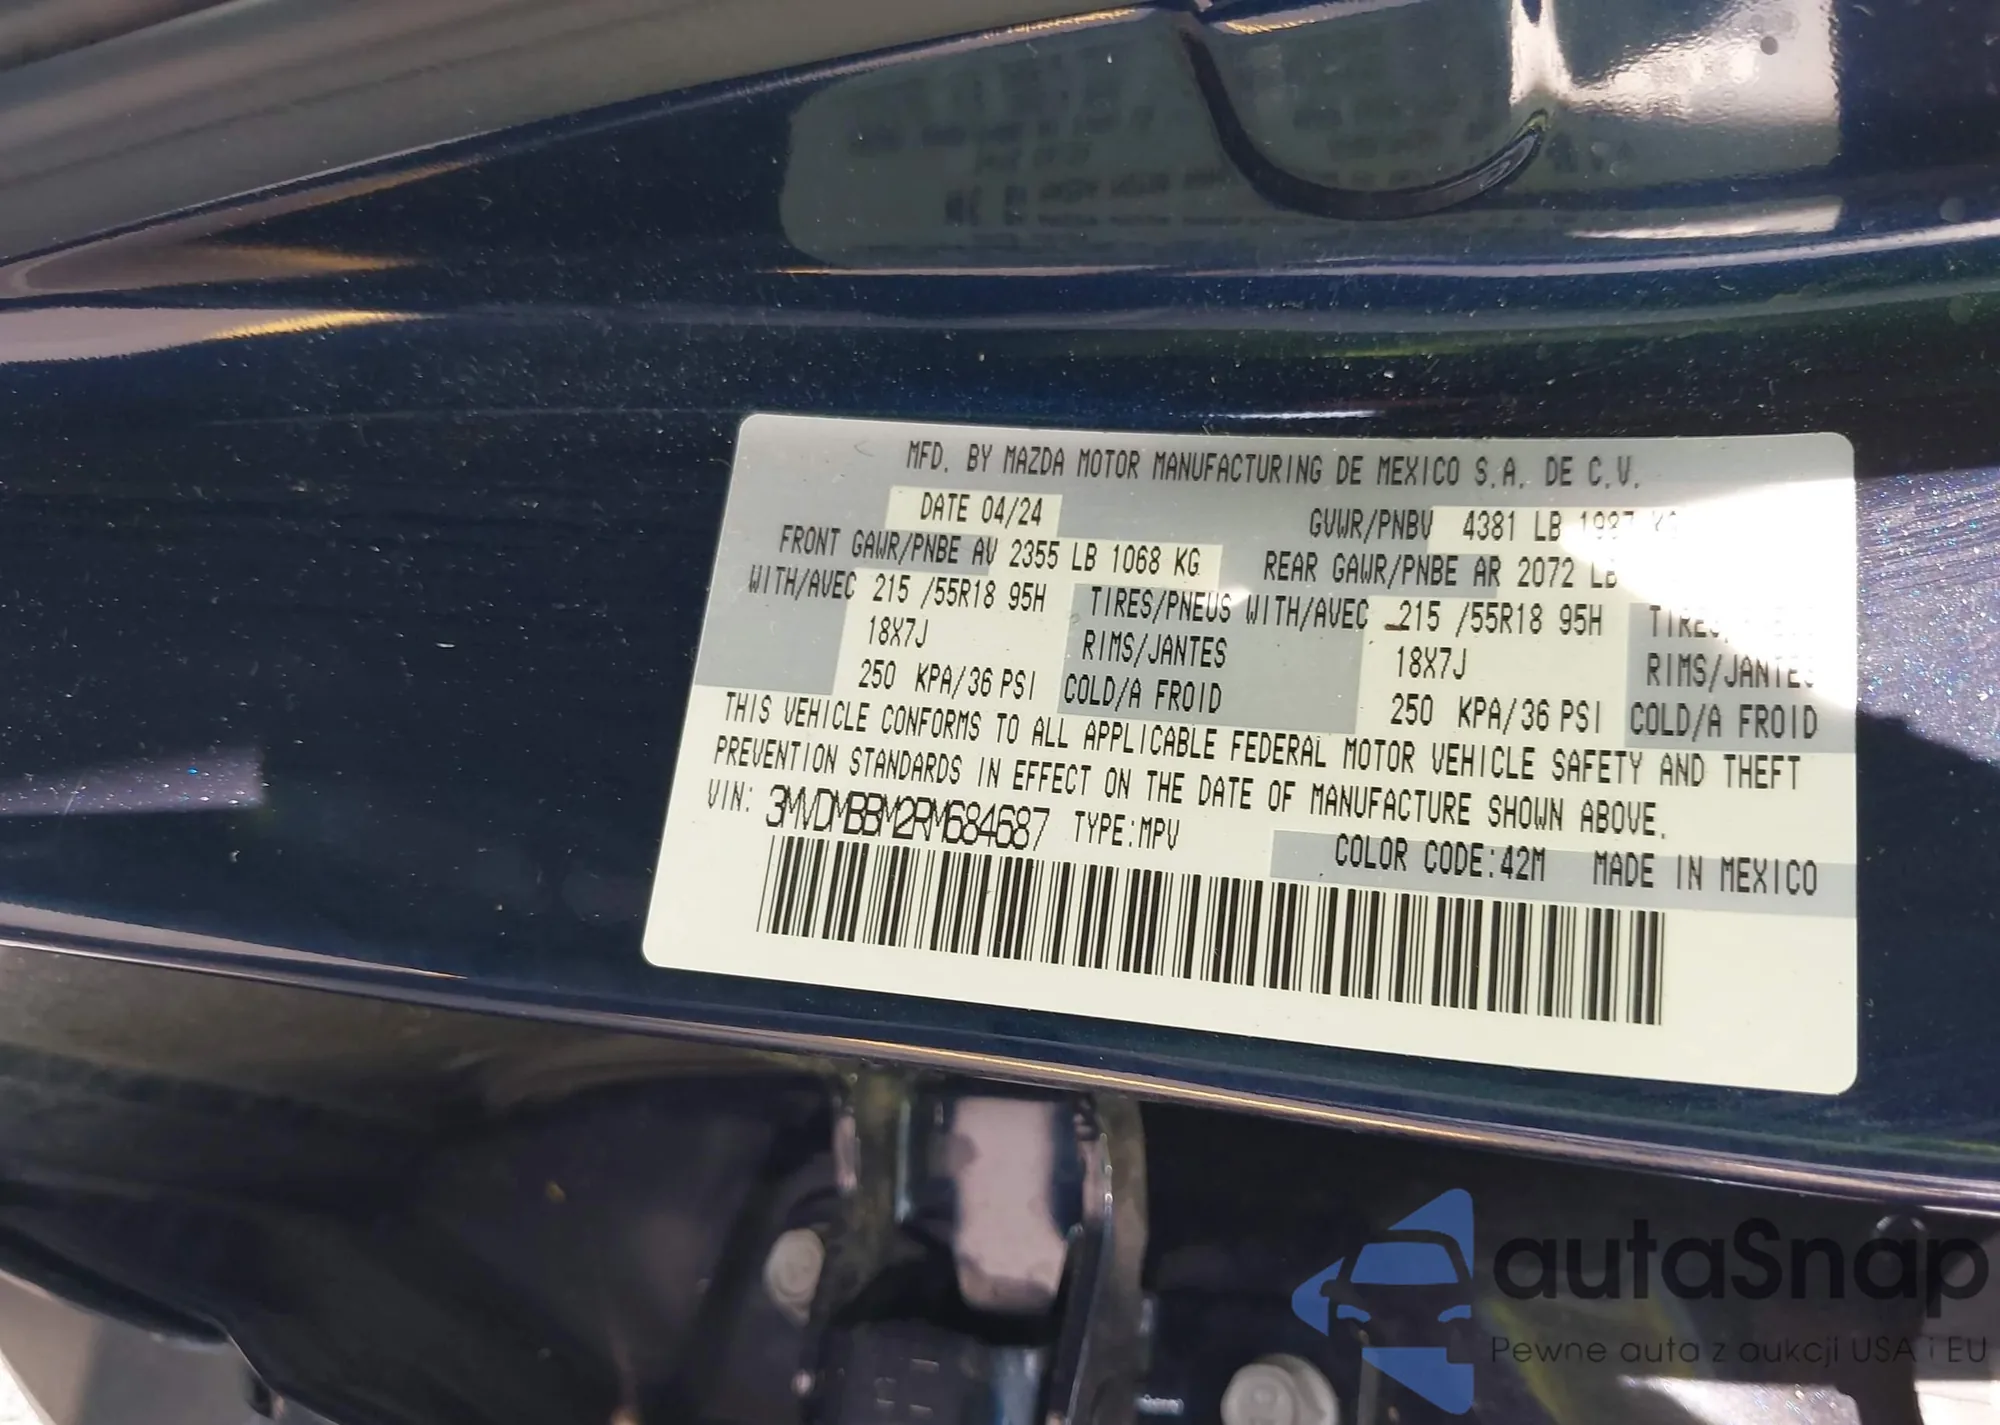 MFD. BY MAZDA MOTOR MANUFACTURING DE MEXICO S.A. DE C.V.
DATE 04/24 GVWR/PNBV 4381 LB 1987 KG
FRONT GAWR/PNBE AV 2355 LB 1068 KG REAR GAWR/PNBE AR 2072 LB
WITH/AVEC 215 /55R18 95H TIRES/PNEUS WITH/AVEC 215 /55R18 95H
18X7J RIMS/JANTES 18X7J RIMS/JANTES
250 KPA/36 PSI COLD/A FROID 250 KPA/36 PSI COLD/A FROID
THIS VEHICLE CONFORMS TO ALL APPLICABLE FEDERAL MOTOR VEHICLE SAFETY AND THEFT
PREVENTION STANDARDS IN EFFECT ON THE DATE OF MANUFACTURE SHOWN ABOVE.
VIN: 3MVDMBBM2RM684687 TYPE:MPV
COLOR CODE:42M MADE IN MEXICO
autaSnap
Pewne auta z aukcji USA i EU